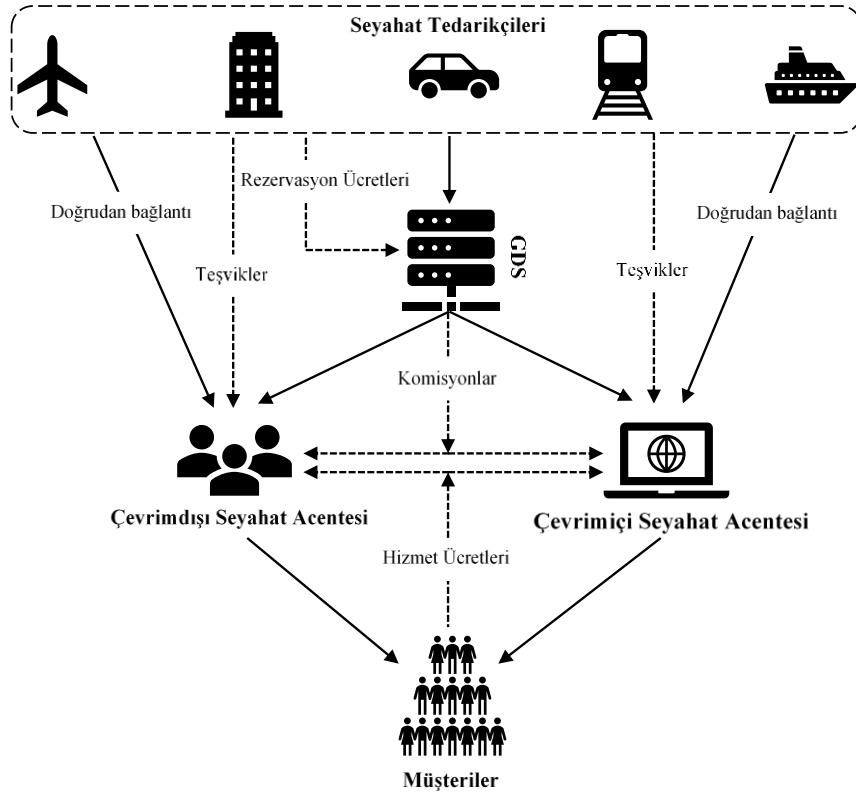 Seyahat Tedarikçileri
Rezervasyon Ücretleri
Doğrudan bağlantı
Doğrudan bağlantı
GDS
Teşvikler
Teşvikler
Komisyonlar
Çevrimdışı Seyahat Acentesi
Çevrimiçi Seyahat Acentesi
Hizmet Ücretleri
Müşteriler